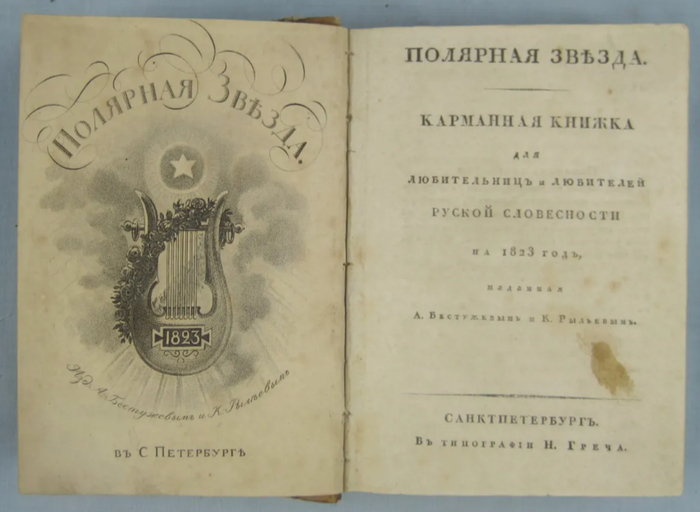 Полярная Звѣзда.
1823
Изд. А. Бестужевымъ и К. Рылѣевымъ
въ С Петербургѣ
ПОЛЯРНАЯ ЗВѢЗДА.
КАРМАННАЯ КНИЖКА
для
ЛЮБИТЕЛЬНИЦЪ и ЛЮБИТЕЛЕЙ
РУСКОЙ СЛОВЕСНОСТИ
НА 1823 ГОДЪ,
изданная
А. Бестужевымъ и К. Рылѣевымъ.
САНКТПЕТЕРБУРГЪ.
Въ типографіи Н. Греча.